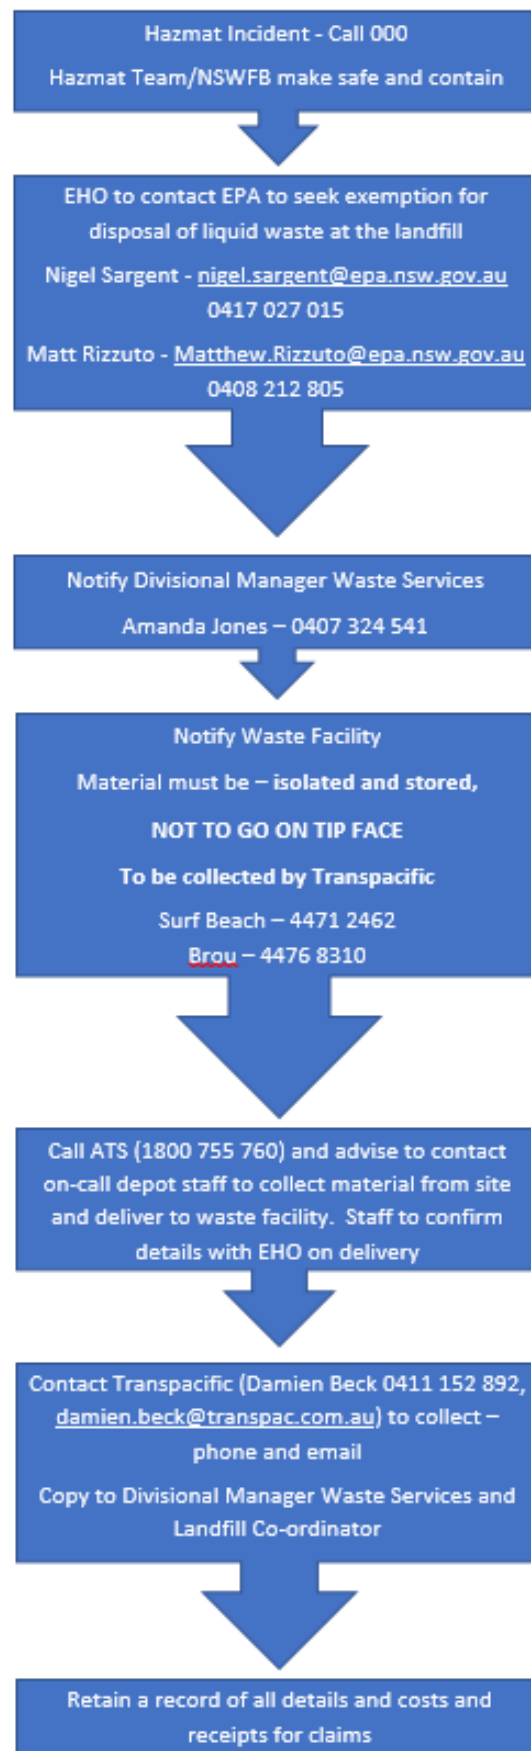 Hazmat Incident - Call 000
Hazmat Team/NSWFB make safe and contain
EHO to contact EPA to seek exemption for
disposal of liquid waste at the landfill
Nigel Sargent - nigel.sargent@epa.nsw.gov.au
0417 027 015
Matt Rizzuto - Matthew.Rizzuto@epa.nsw.gov.au
0408 212 805
Notify Divisional Manager Waste Services
Amanda Jones – 0407 324 541
Notify Waste Facility
Material must be – isolated and stored,
NOT TO GO ON TIP FACE
To be collected by Transpacific
Surf Beach – 4471 2462
Brou – 4476 8310
Call ATS (1800 755 760) and advise to contact
on-call depot staff to collect material from site
and deliver to waste facility.  Staff to confirm
details with EHO on delivery
Contact Transpacific (Damien Beck 0411 152 892,
damien.beck@transpac.com.au) to collect –
phone and email
Copy to Divisional Manager Waste Services and
Landfill Co-ordinator
Retain a record of all details and costs and
receipts for claims